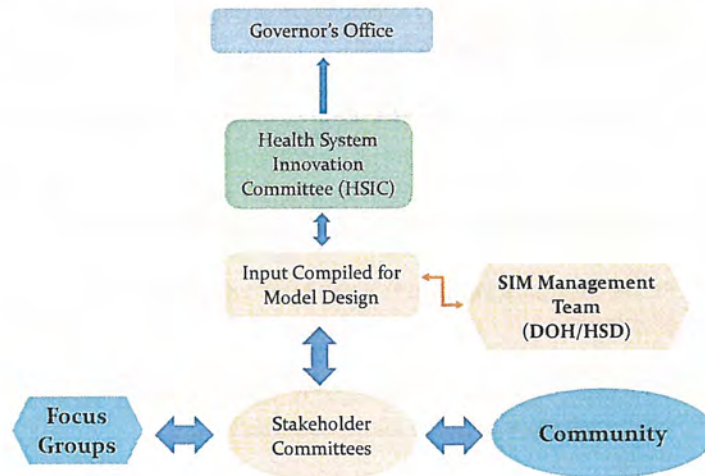 Governor's Office
Health System
Innovation
Committee (HSIC)
Input Compiled for
Model Design
SIM Management
Team
(DOH/HSD)
Focus
Groups
Stakeholder
Committees
Community